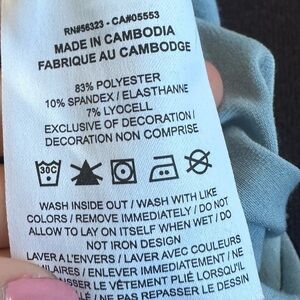 RN#56323 - CA#05553
MADE IN CAMBODIA
FABRIQUE AU CAMBODGE
83% POLYESTER
10% SPANDEX / ELASTHANNE
7% LYOCELL
EXCLUSIVE OF DECORATION /
DECORATION NON COMPRISE
30C
WASH INSIDE OUT / WASH WITH LIKE
COLORS / REMOVE IMMEDIATELY / DO NOT
ALLOW TO LAY ON ITSELF WHEN WET / DO
NOT IRON DESIGN
LAVER A L'ENVERS / LAVER AVEC COULEURS
ILAIRES / ENLEVER IMMEDIATEMENT / NE
LE VÊTEMENT PLIÉ LORSQU'IL
NE PAS REPASSER LE DESSIN